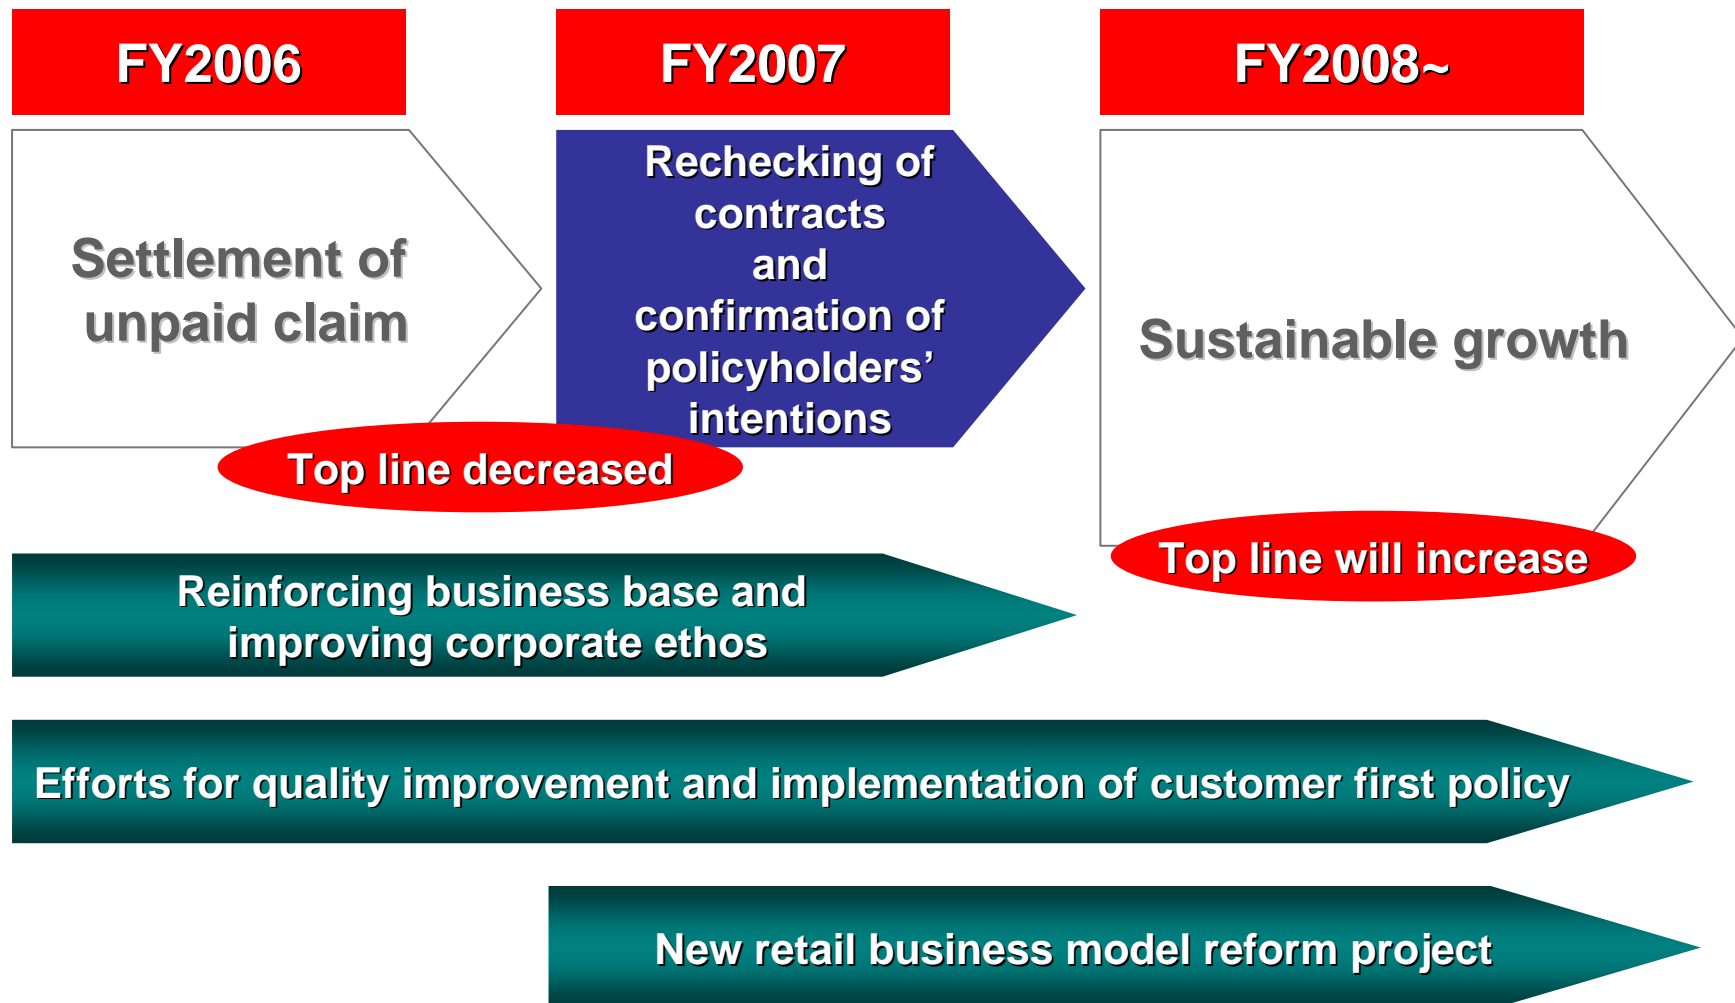 FY2006
FY2007
FY2008~
Settlement of
unpaid claim
Rechecking of
contracts
and
confirmation of
policyholders’
intentions
Sustainable growth
Top line decreased
Top line will increase
Reinforcing business base and
improving corporate ethos
Efforts for quality improvement and implementation of customer first policy
New retail business model reform project